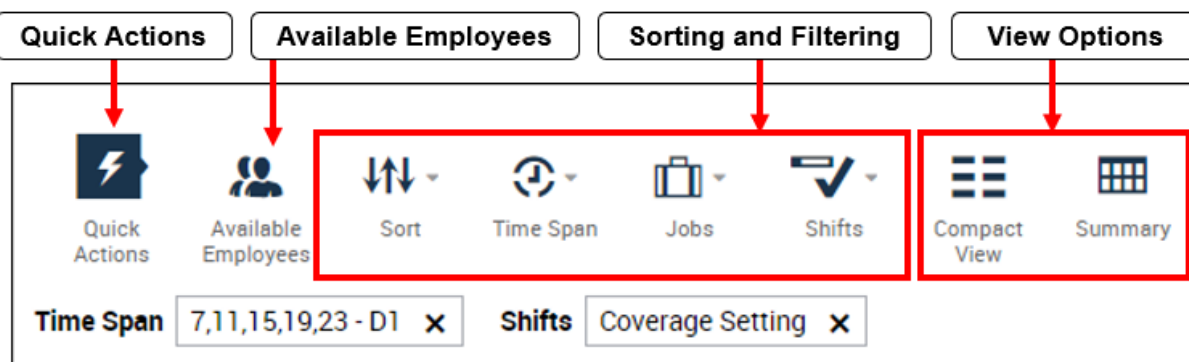 Quick Actions
Available Employees
Sorting and Filtering
View Options
Quick
Actions
Available
Employees
Sort
Time Span
Jobs
Shifts
Compact
View
Summary
Time Span 7,11,15,19,23 - D1 ×
Shifts Coverage Setting ×